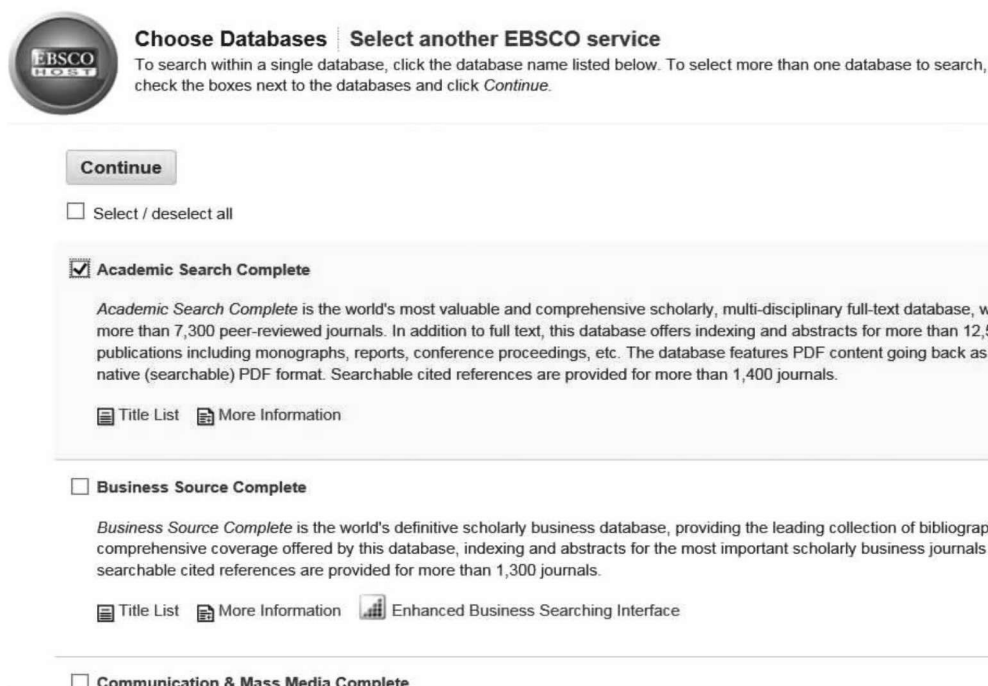 EBSCO
HOST
Choose Databases Select another EBSCO service
To search within a single database, click the database name listed below. To select more than one database to search,
check the boxes next to the databases and click Continue.
Continue
Select / deselect all
Academic Search Complete
Academic Search Complete is the world's most valuable and comprehensive scholarly, multi-disciplinary full-text database, w
more than 7,300 peer-reviewed journals. In addition to full text, this database offers indexing and abstracts for more than 12,5
publications including monographs, reports, conference proceedings, etc. The database features PDF content going back as
native (searchable) PDF format. Searchable cited references are provided for more than 1,400 journals.
Title List More Information
Business Source Complete
Business Source Complete is the world's definitive scholarly business database, providing the leading collection of bibliograp
comprehensive coverage offered by this database, indexing and abstracts for the most important scholarly business journals
searchable cited references are provided for more than 1,300 journals.
Title List More Information Enhanced Business Searching Interface
Communication & Mass Media Complete